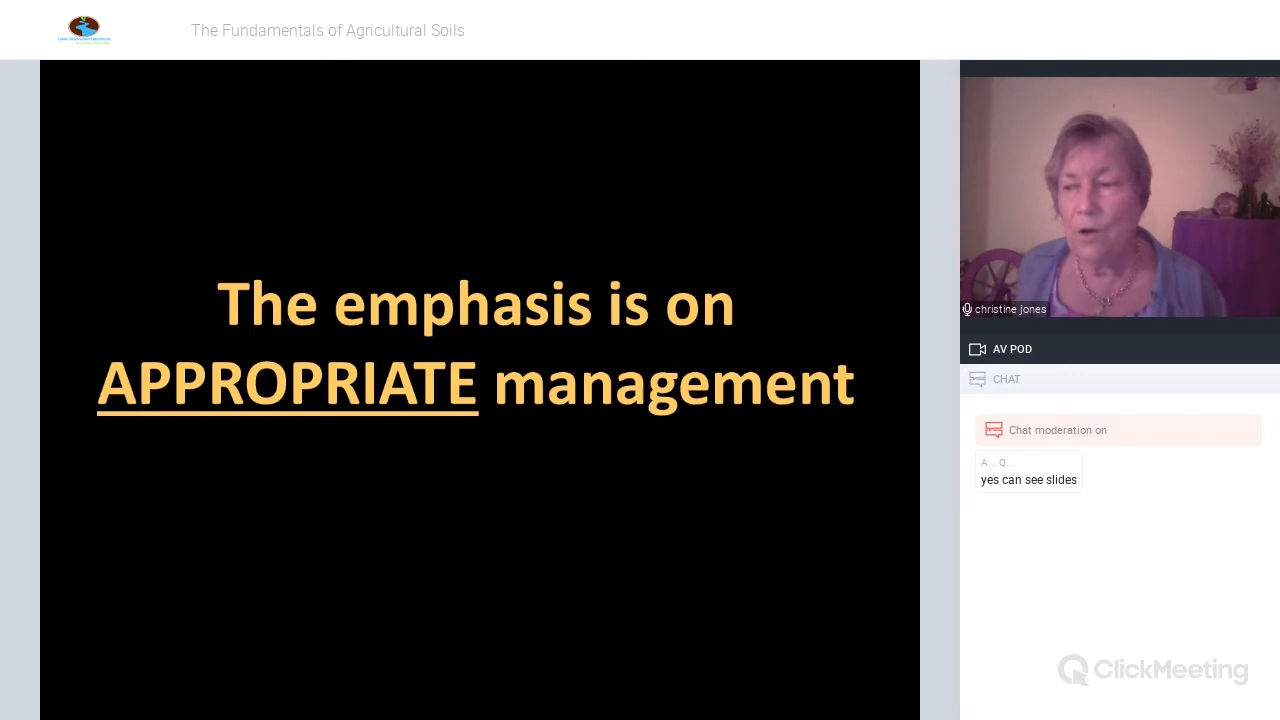 The Fundamentals of Agricultural Soils
The emphasis is on
APPROPRIATE management
christine jones
AV POD
CHAT
Chat moderation on
A... Q...
yes can see slides
ClickMeeting